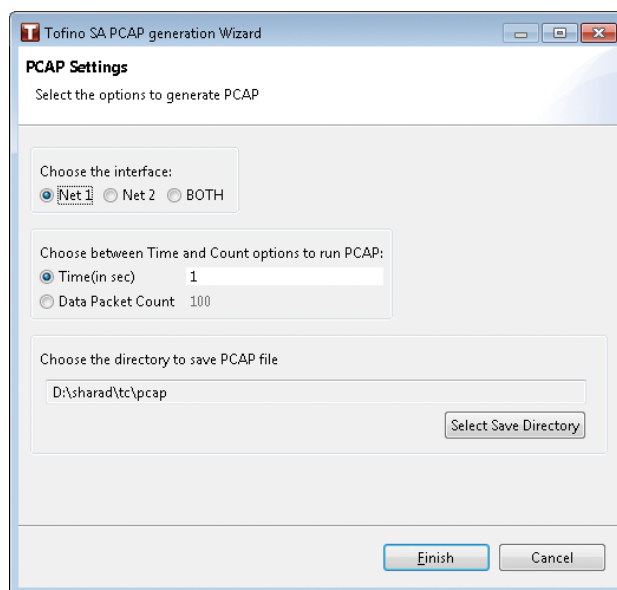 Tofino SA PCAP generation Wizard
PCAP Settings
Select the options to generate PCAP
Choose the interface:
Net 1 Net 2 BOTH
Choose between Time and Count options to run PCAP:
Time(in sec) 1
Data Packet Count 100
Choose the directory to save PCAP file
D:\sharad\tc\pcap
Select Save Directory
Finish Cancel